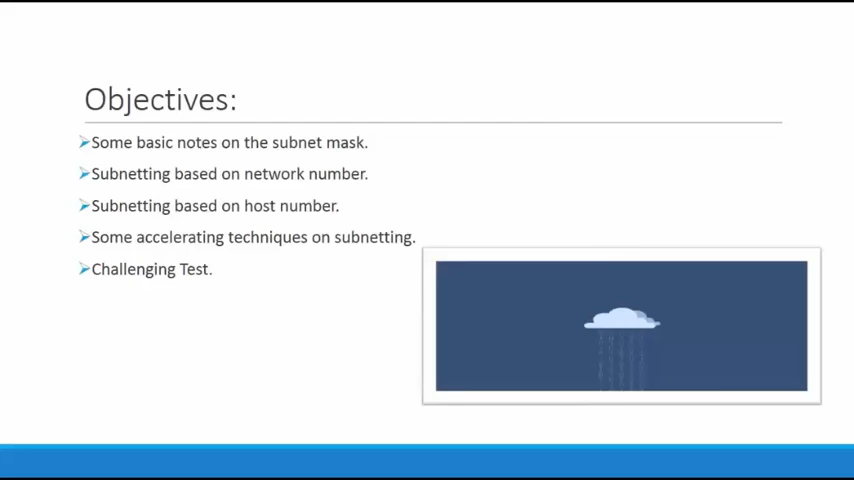 Objectives:
Some basic notes on the subnet mask.
Subnetting based on network number.
Subnetting based on host number.
Some accelerating techniques on subnetting.
Challenging Test.